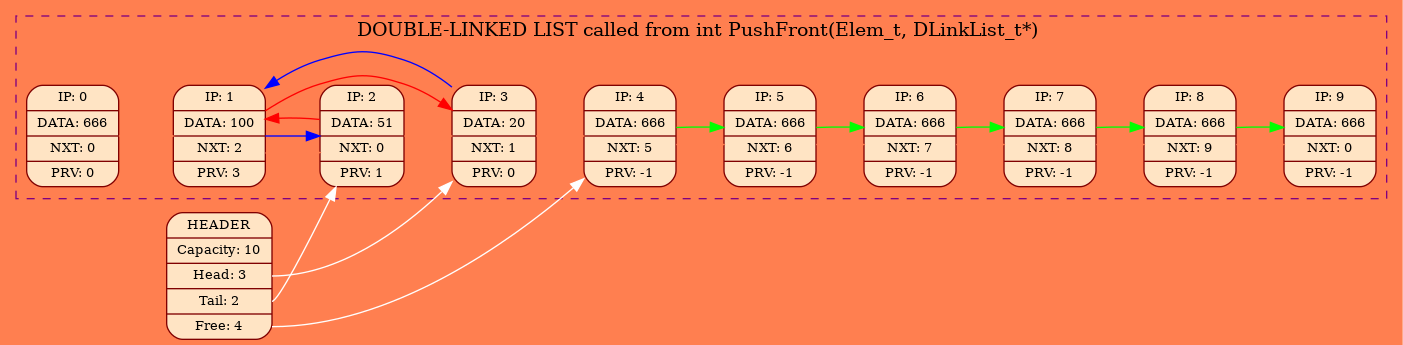 DOUBLE-LINKED LIST called from int PushFront(Elem_t, DLinkList_t*)
IP: 0
DATA: 666
NXT: 0
PRV: 0
IP: 1
DATA: 100
NXT: 2
PRV: 3
IP: 2
DATA: 51
NXT: 0
PRV: 1
IP: 3
DATA: 20
NXT: 1
PRV: 0
IP: 4
DATA: 666
NXT: 5
PRV: -1
IP: 5
DATA: 666
NXT: 6
PRV: -1
IP: 6
DATA: 666
NXT: 7
PRV: -1
IP: 7
DATA: 666
NXT: 8
PRV: -1
IP: 8
DATA: 666
NXT: 9
PRV: -1
IP: 9
DATA: 666
NXT: 0
PRV: -1
HEADER
Capacity: 10
Head: 3
Tail: 2
Free: 4